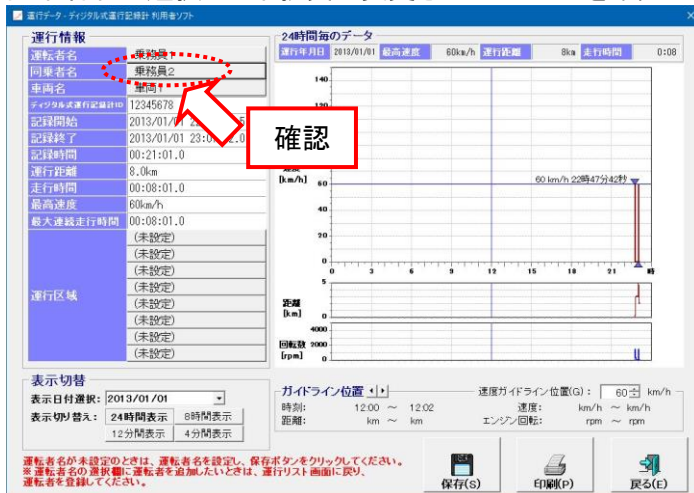 運行データ - ディジタル式運行記録計 利用者ソフト
運行情報
運転者名 乗務員1
同乗者名 乗務員2
車両名 車両1
ディジタル式運行記録計ID 12345678
記録開始 2013/01/01
記録終了 2013/01/01 23:0
記録時間 00:21:01.0
運行距離 8.0km
走行時間 00:08:01.0
最高速度 60km/h
最大連続走行時間 00:08:01.0
運行区域
(未設定)
(未設定)
(未設定)
(未設定)
(未設定)
(未設定)
(未設定)
(未設定)
確認
24時間毎のデータ
運行年月日 2013/01/01 最高速度 60km/h 運行距離 8km 走行時間 0:08
140
120
[km/h] 60
60 km/h 22時47分42秒
40
20
0
0 3 6 9 12 15 18 21 時
5
距離
[km]
0
4000
回転数 2000
[rpm] 0
表示切替
表示日付選択: 2013/01/01
表示切り替え: 24時間表示 8時間表示
12分間表示 4分間表示
ガイドライン位置
速度ガイドライン位置(G): 60 km/h
時刻: 12:00 ～ 12:02 速度: km/h ～ km/h
距離: km ～ km エンジン回転: rpm ～ rpm
運転者名が未設定のときは、運転者名を設定し、保存ボタンをクリックしてください。
※ 運転者名の選択欄に運転者を追加したいときは、運行リスト画面に戻り、
運転者を登録してください。
保存(S) 印刷(P) 戻る(E)